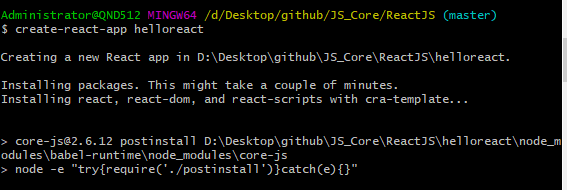 Administrator@QND512 MINGW64 /d/Desktop/github/JS_Core/ReactJS (master)
$ create-react-app helloreact
Creating a new React app in D:\Desktop\github\JS_Core\ReactJS\helloreact.
Installing packages. This might take a couple of minutes.
Installing react, react-dom, and react-scripts with cra-template...
> core-js@2.6.12 postinstall D:\Desktop\github\JS_Core\ReactJS\helloreact\node_m
odules\babel-runtime\node_modules\core-js
> node -e "try{require('./postinstall')}catch(e){}"